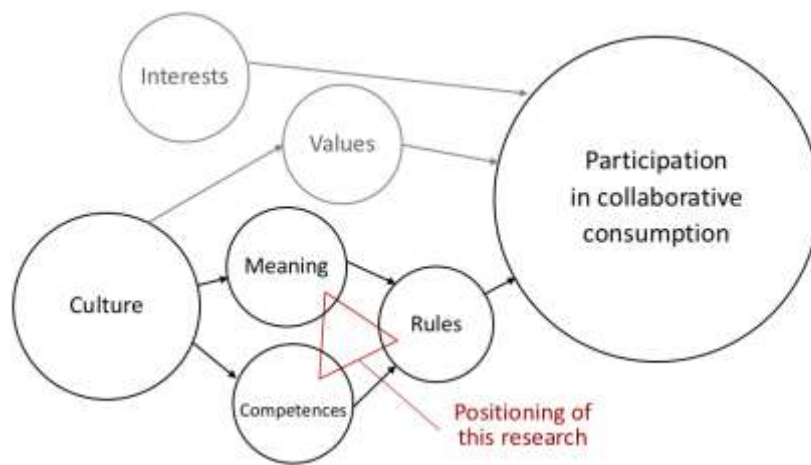 Interests
Values
Participation
in collaborative
consumption
Meaning
Culture
Rules
Competences
Positioning of
this research